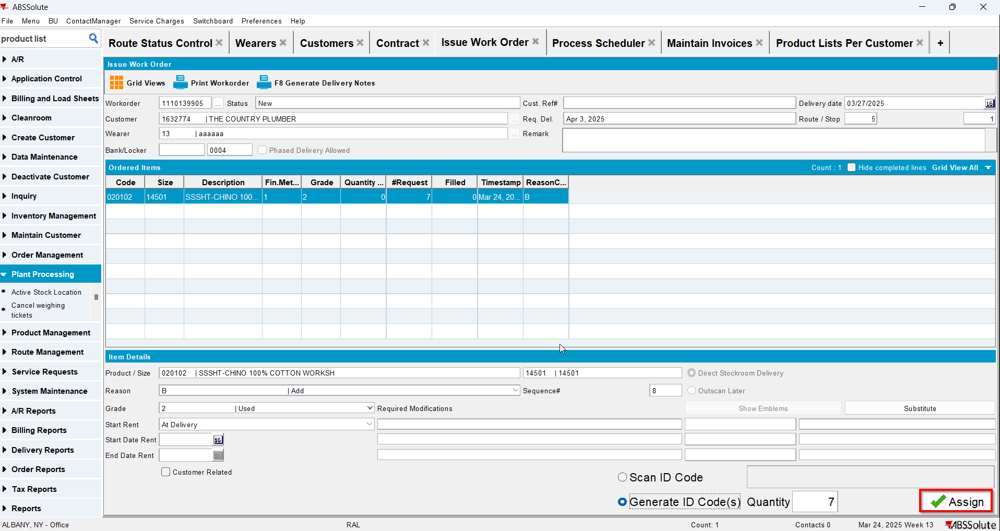 ABSSolute
File Menu BU ContactManager Service Charges Switchboard Preferences Help
product list
Route Status Control Wearers Customers Contract Issue Work Order Process Scheduler Maintain Invoices Product Lists Per Customer +
A/R
Application Control
Billing and Load Sheets
Cleanroom
Create Customer
Data Maintenance
Deactivate Customer
Inquiry
Inventory Management
Maintain Customer
Order Management
Plant Processing
Active Stock Location
Cancel weighing
tickets
Product Management
Route Management
Service Requests
System Maintenance
A/R Reports
Billing Reports
Delivery Reports
Order Reports
Tax Reports
Reports
Issue Work Order
Grid Views Print Workorder F8 Generate Delivery Notes
Workorder 1110139905 ... Status New Cust. Ref# Delivery date 03/27/2025 16
Customer 1632774 | THE COUNTRY PLUMBER ... Req. Del. Apr 3, 2025 Route / Stop 5 1
Wearer 13 | aaaaaa ... Remark
Bank/Locker 0004 Phased Delivery Allowed
Ordered Items Count : 1 Hide completed lines Grid View All
Code Size Description Fin.Met... Grade Quantity ... #Request Filled Timestamp ReasonC...
020102 14501 SSSHT-CHINO 100... 1 2 0 7 0 Mar 24, 20... B
Item Details
Product / Size 020102 | SSSHT-CHINO 100% COTTON WORKSH 14501 | 14501 Direct Stockroom Delivery
Reason B | Add Sequence# 8 Outscan Later
Grade 2 | Used Required Modifications Show Emblems Substitute
Start Rent At Delivery
Start Date Rent 16
End Date Rent 16
Customer Related
Scan ID Code
Generate ID Code(s) Quantity 7 Assign
ALBANY, NY - Office RAL Count: 1 Contacts 0 Mar 24, 2025 Week 13 ABSSolute